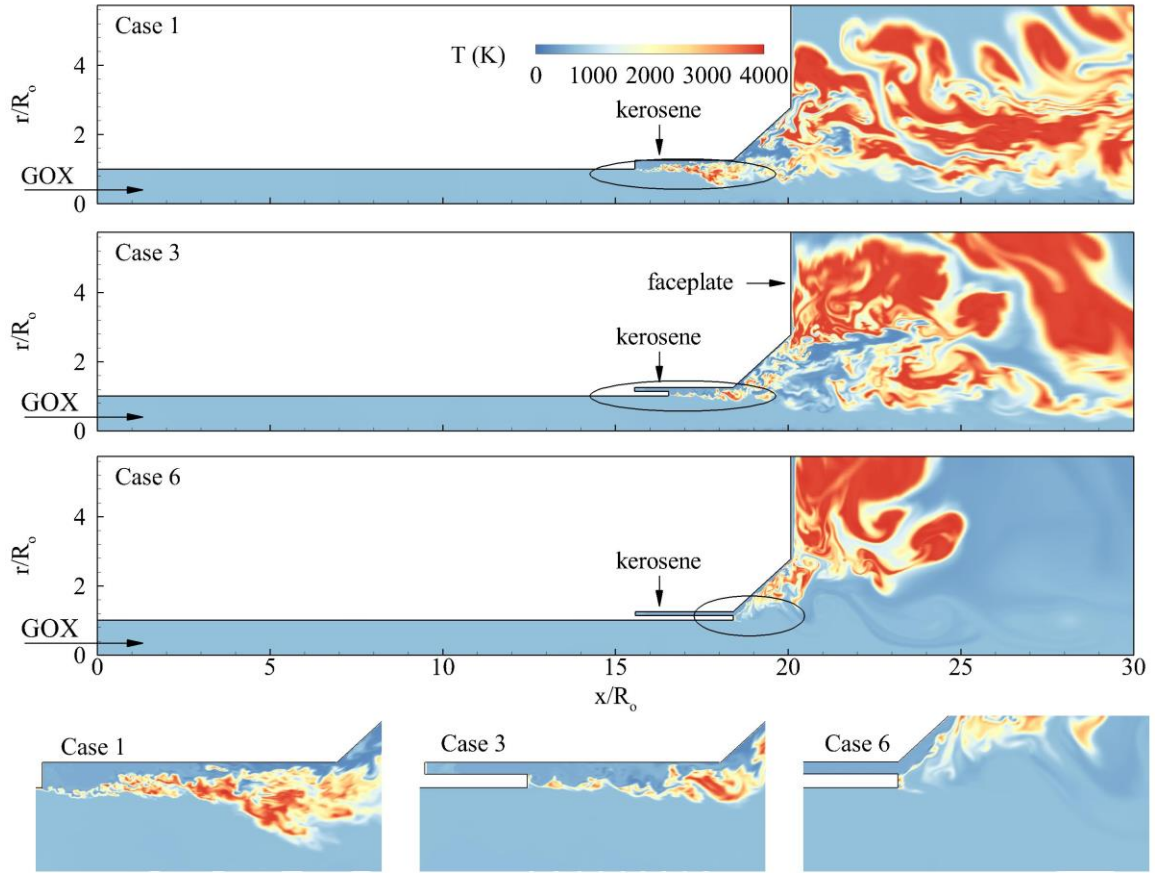 Case 1
T (K)
0 1000 2000 3000 4000
kerosene
r/Rₒ
4
2
0
GOX
Case 3
faceplate
kerosene
r/Rₒ
4
2
0
GOX
Case 6
kerosene
r/Rₒ
4
2
0
GOX
0 5 10 15 20 25 30
x/Rₒ
Case 1
Case 3
Case 6